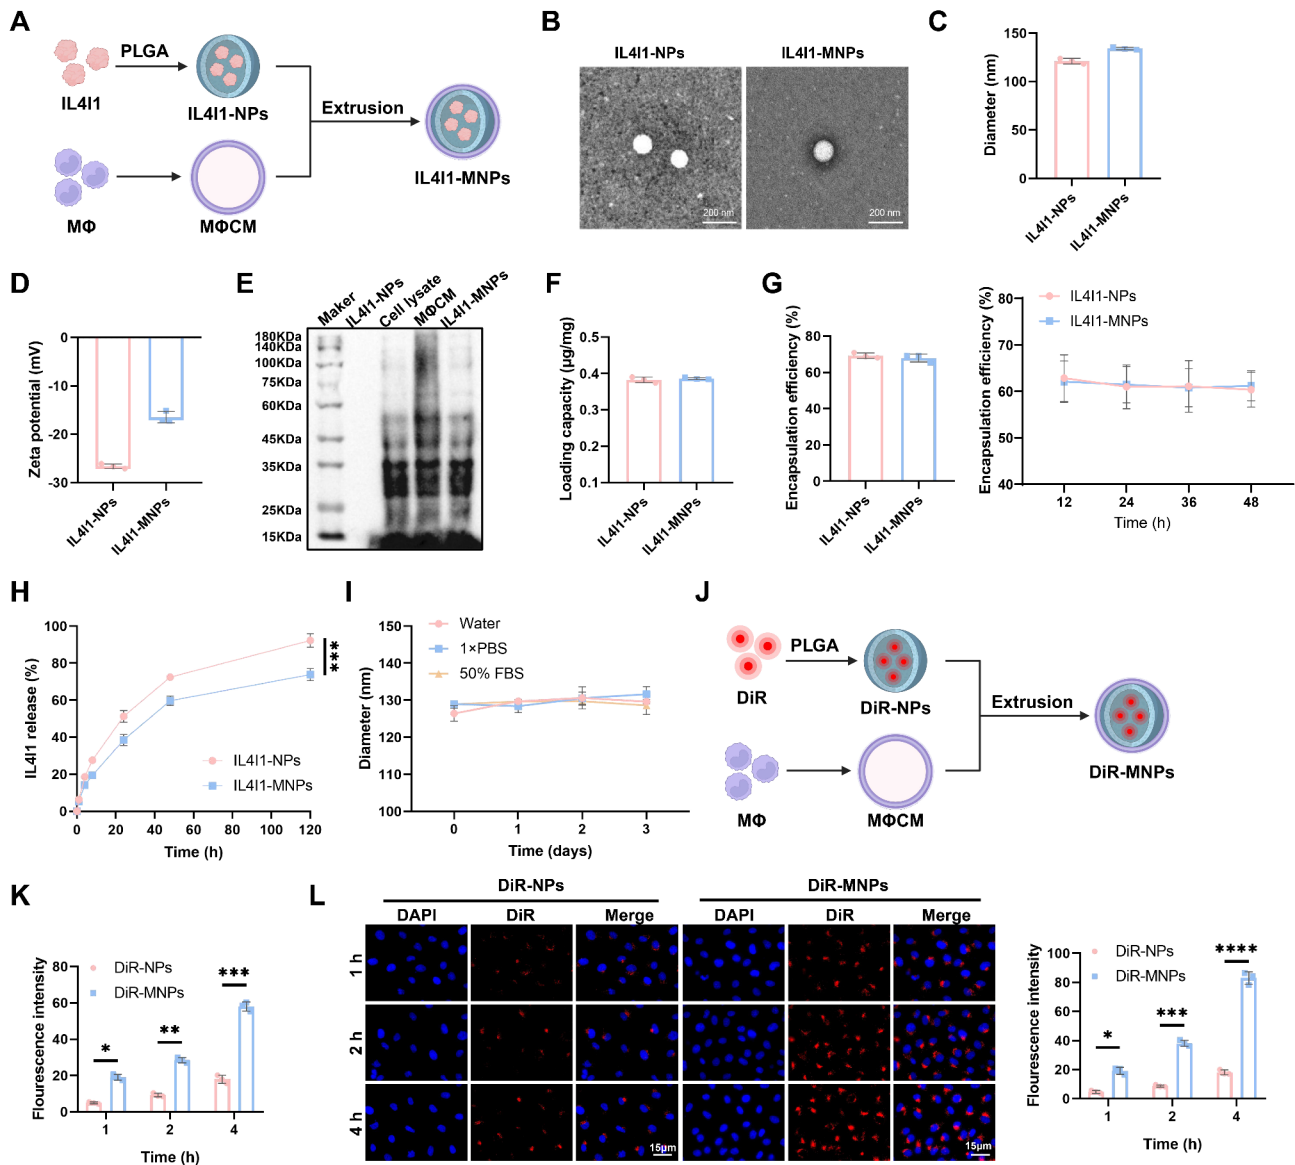 A
PLGA
IL4I1
IL4I1-NPs
Extrusion
IL4I1-MNPs
MΦ
MΦCM
B
IL4I1-NPs
IL4I1-MNPs
200 nm
200 nm
C
Diameter (nm)
150
100
50
0
IL4I1-NPs
IL4I1-MNPs
D
Zeta potential (mV)
0
-10
-20
-30
IL4I1-NPs
IL4I1-MNPs
E
Maker
IL4I1-NPs
Cell lysate
MΦCM
IL4I1-MNPs
180KDa
140KDa
100KDa
75KDa
60KDa
45KDa
35KDa
25KDa
15KDa
F
Loading capacity (μg/mg)
0.5
0.4
0.3
0.2
0.1
IL4I1-NPs
IL4I1-MNPs
G
Encapsulation efficiency (%)
80
60
40
20
0
IL4I1-NPs
IL4I1-MNPs
Encapsulation efficiency (%)
80
70
60
50
40
IL4I1-NPs
IL4I1-MNPs
12 24 36 48
Time (h)
H
IL4I1 release (%)
100
80
60
40
20
0
***
IL4I1-NPs
IL4I1-MNPs
0 20 40 60 80 100 120
Time (h)
I
Diameter (nm)
150
140
130
120
110
100
Water
1×PBS
50% FBS
0 1 2 3
Time (days)
J
PLGA
DiR
DiR-NPs
Extrusion
DiR-MNPs
MΦ
MΦCM
K
Flourescence intensity
80
60
40
20
0
DiR-NPs
DiR-MNPs
*
**
***
1 2 4
Time (h)
L
DiR-NPs
DiR-MNPs
DAPI DiR Merge DAPI DiR Merge
1 h
2 h
4 h
15μm
15μm
Flourescence intensity
100
80
60
40
20
0
DiR-NPs
DiR-MNPs
*
***
****
1 2 4
Time (h)